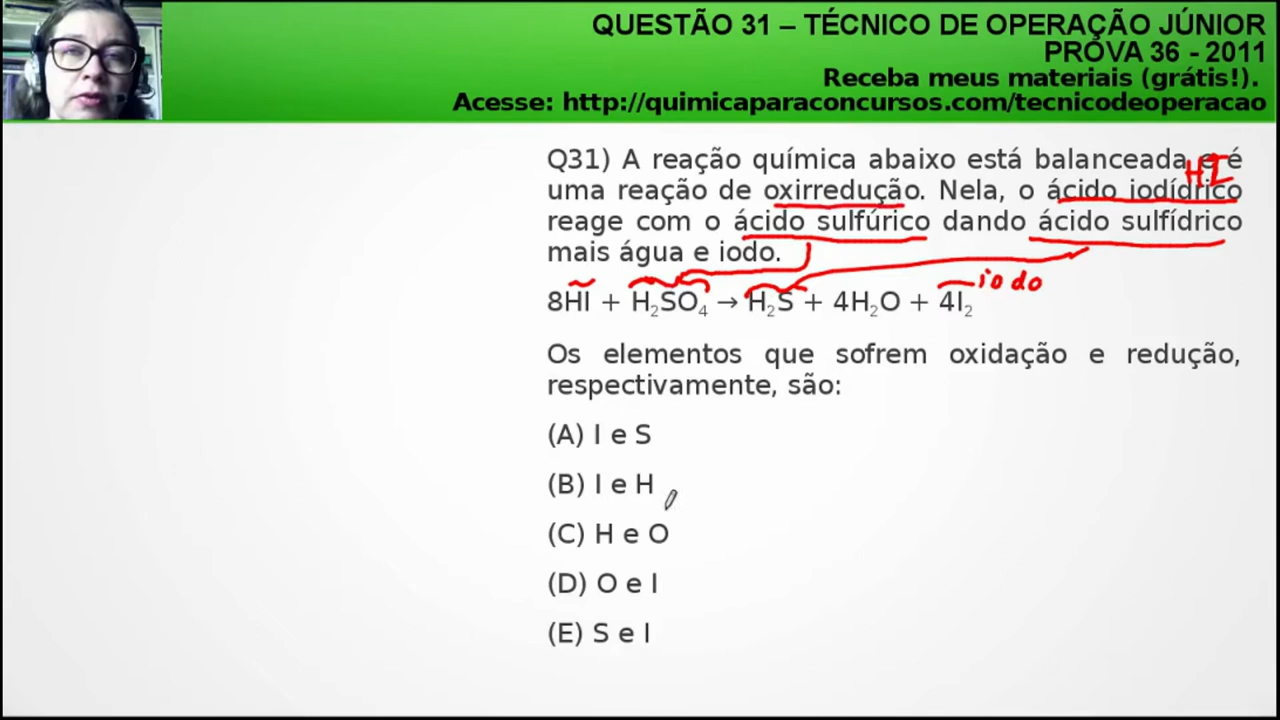 QUESTÃO 31 – TÉCNICO DE OPERAÇÃO JÚNIOR
PROVA 36 - 2011
Receba meus materiais (grátis!).
Acesse: http://quimicaparaconcursos.com/tecnicodeoperacao
Q31) A reação química abaixo está balanceada e é
HI
uma reação de oxirredução. Nela, o ácido iodídrico
reage com o ácido sulfúrico dando ácido sulfídrico
mais água e iodo.
iodo
8HI + H₂SO₄ → H₂S + 4H₂O + 4I₂
Os elementos que sofrem oxidação e redução,
respectivamente, são:
(A) I e S
(B) I e H
(C) H e O
(D) O e I
(E) S e I